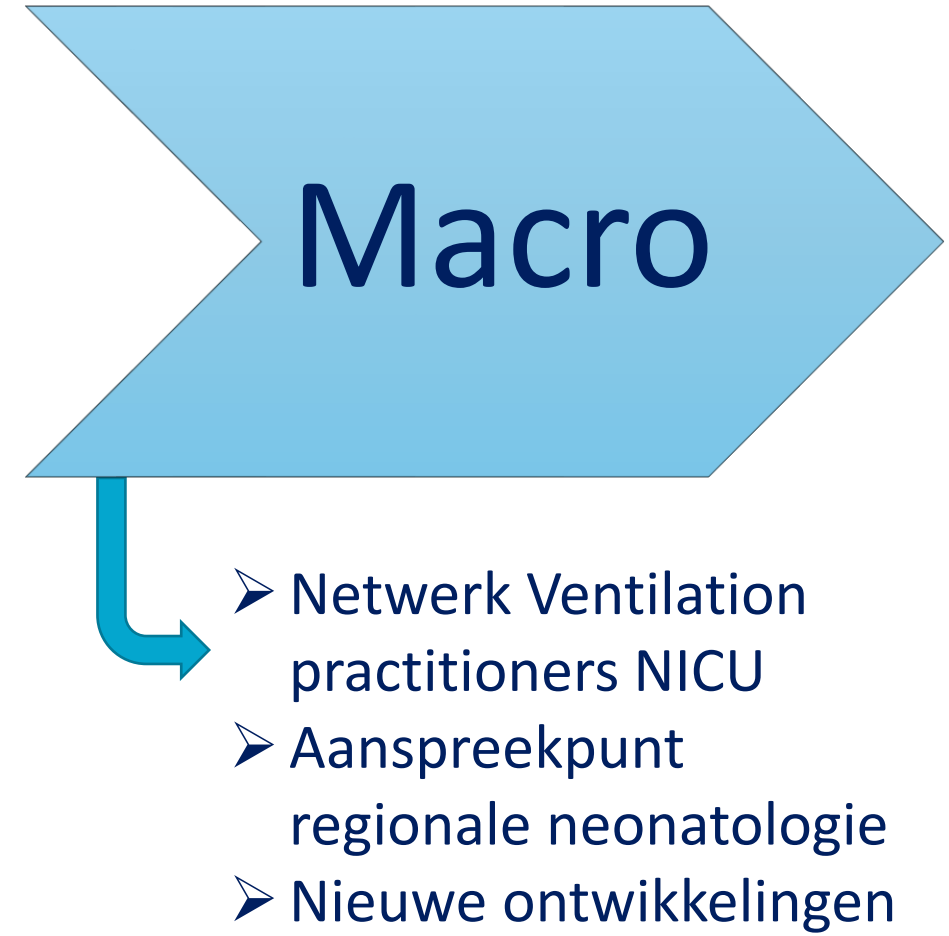 Macro
➢ Netwerk Ventilation
practitioners NICU
➢ Aanspreekpunt
regionale neonatologie
➢ Nieuwe ontwikkelingen